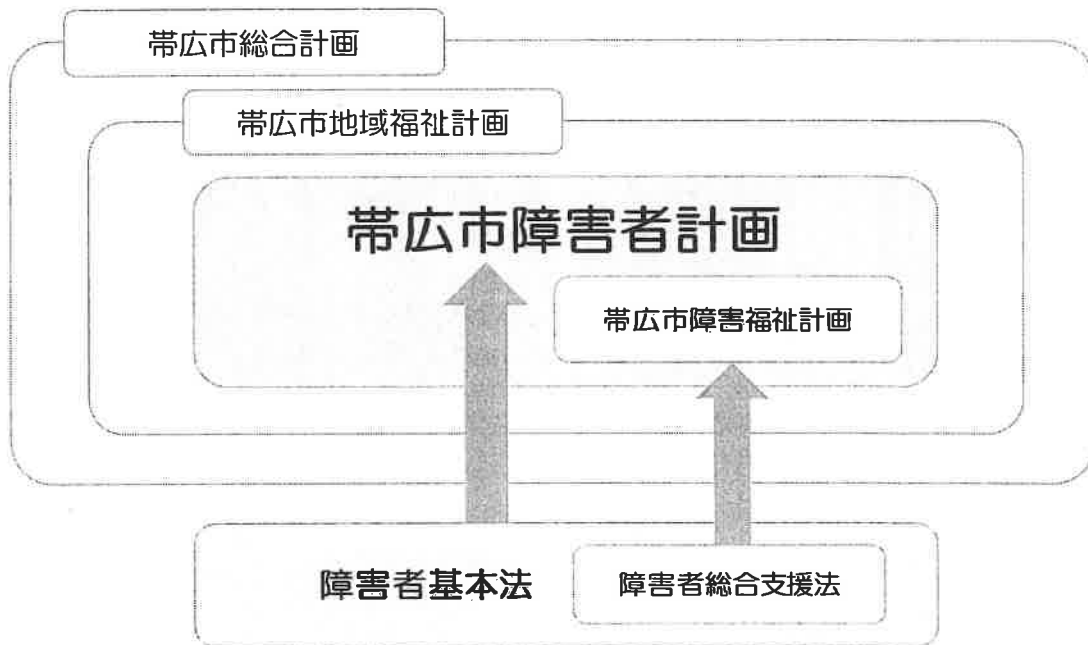 帯広市総合計画
帯広市地域福祉計画
帯広市障害者計画
帯広市障害福祉計画
障害者基本法
障害者総合支援法